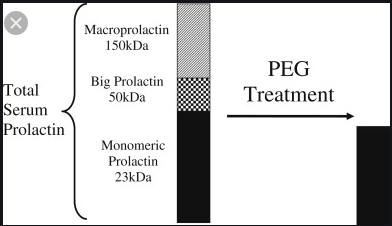 Macroprolactin
150kDa
Big Prolactin
50kDa
Total
Serum
Prolactin
Monomeric
Prolactin
23kDa
PEG
Treatment